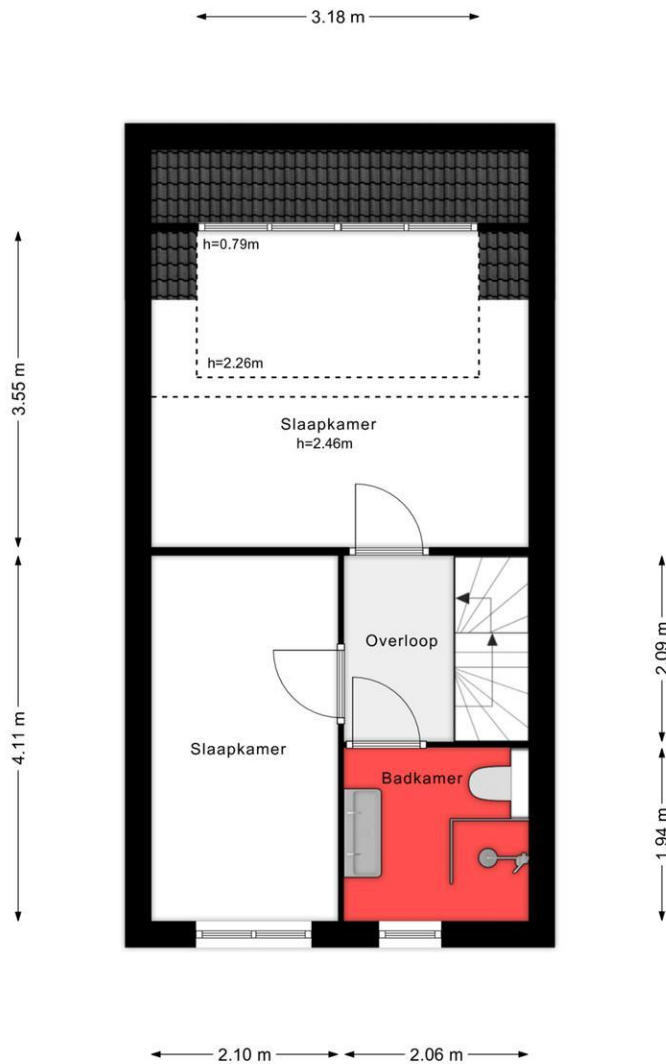 3.18 m
h=0.79m
h=2.26m
3.55 m
Slaapkamer
h=2.46m
Overloop
2.09 m
4.11 m
Slaapkamer
Badkamer
1.94 m
2.10 m
2.06 m